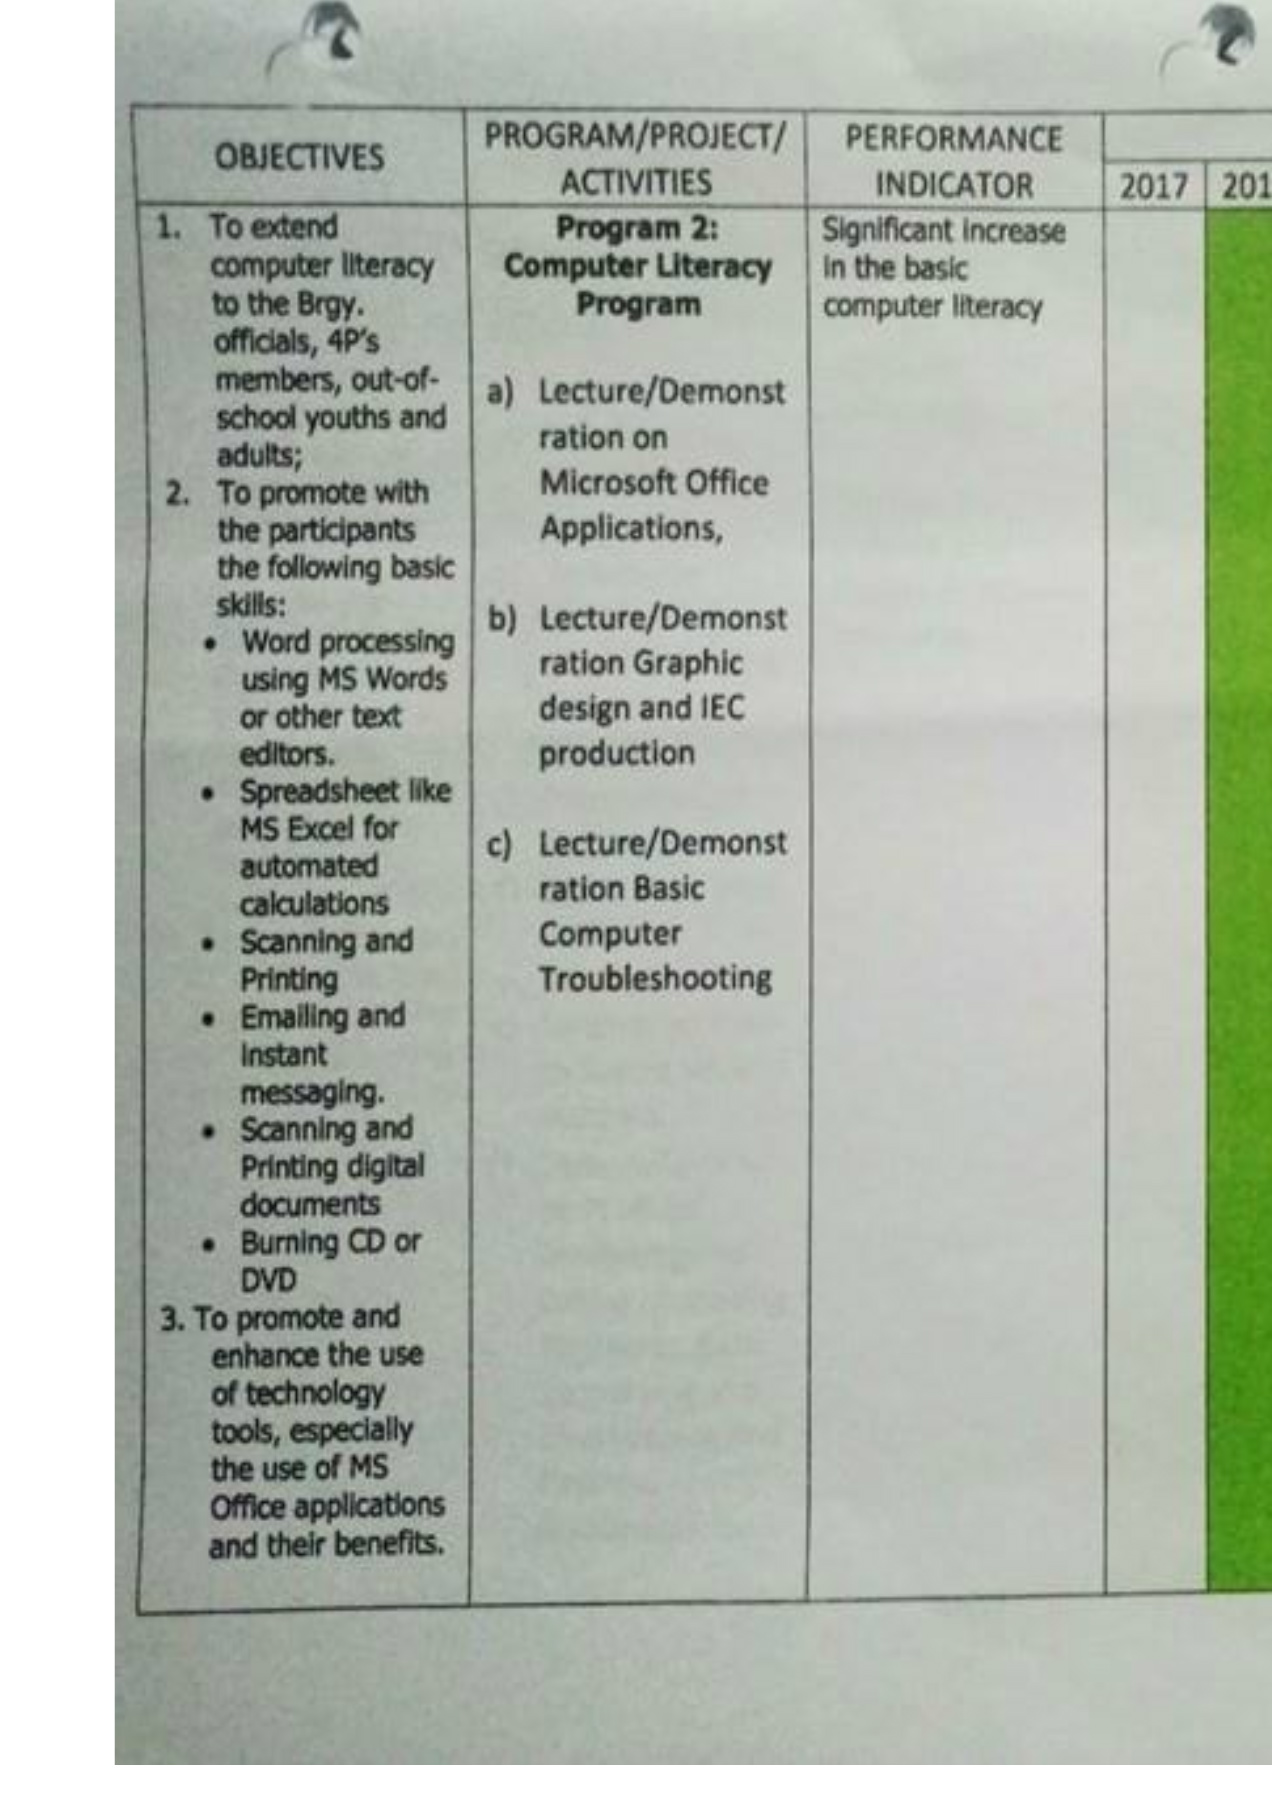 OBJECTIVES
PROGRAM/PROJECT/
ACTIVITIES
PERFORMANCE
INDICATOR
2017
201
1. To extend
computer literacy
to the Brgy.
officials, 4P's
members, out-of-
school youths and
adults;
2. To promote with
the participants
the following basic
skills:
• Word processing
using MS Words
or other text
editors.
• Spreadsheet like
MS Excel for
automated
calculations
• Scanning and
Printing
• Emailing and
instant
messaging.
• Scanning and
Printing digital
documents
• Burning CD or
DVD
3. To promote and
enhance the use
of technology
tools, especially
the use of MS
Office applications
and their benefits.
Program 2:
Computer Literacy
Program
a) Lecture/Demonst
ration on
Microsoft Office
Applications,
b) Lecture/Demonst
ration Graphic
design and IEC
production
c) Lecture/Demonst
ration Basic
Computer
Troubleshooting
Significant increase
in the basic
computer literacy